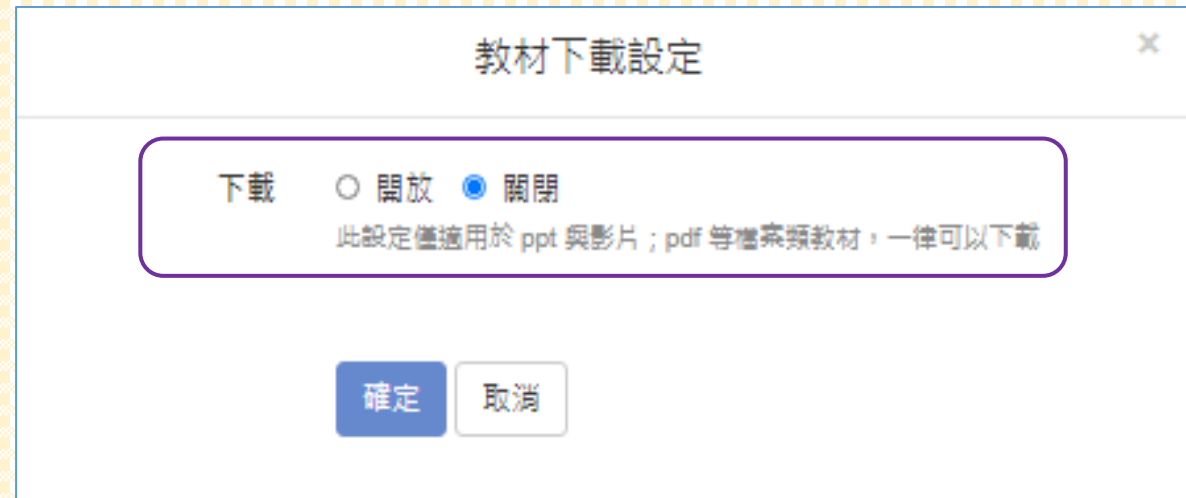 教材下載設定 ×
下載 開放 關閉
此設定僅適用於 ppt 與影片；pdf 等檔案類教材，一律可以下載
確定 取消